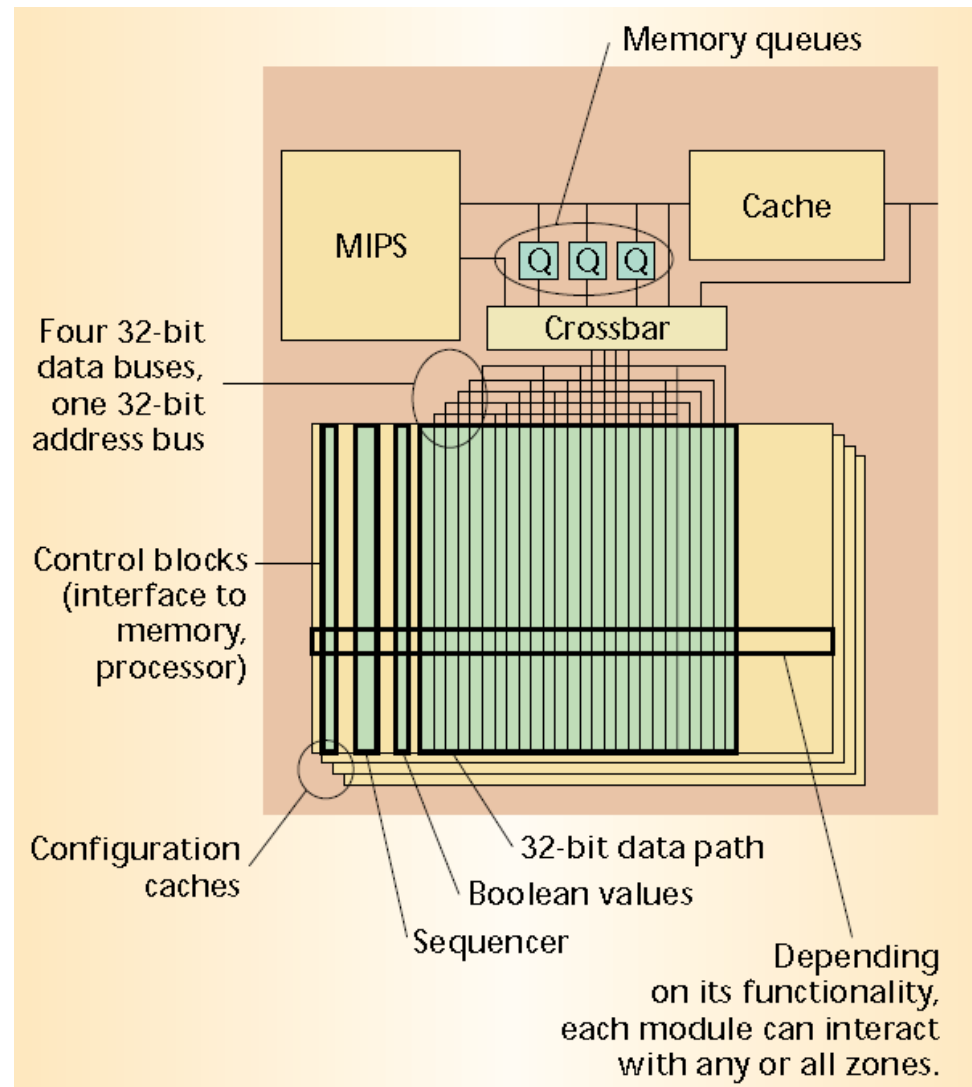 Memory queues
MIPS
Cache
Q Q Q
Crossbar
Four 32-bit
data buses,
one 32-bit
address bus
Control blocks
(interface to
memory,
processor)
Configuration
caches
32-bit data path
Boolean values
Sequencer
Depending
on its functionality,
each module can interact
with any or all zones.